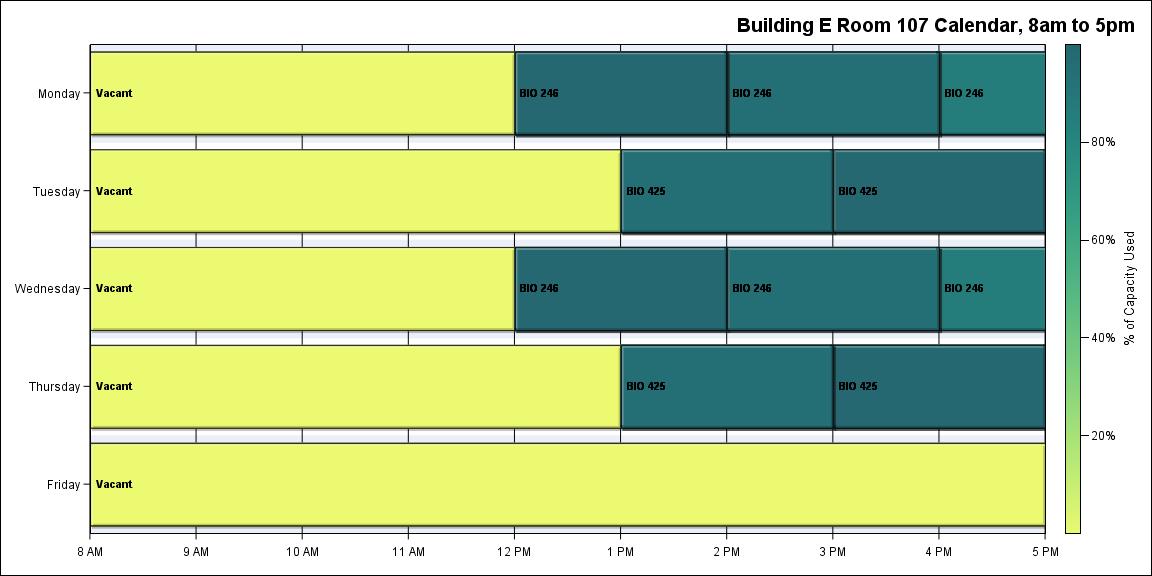 Building E Room 107 Calendar, 8am to 5pm
Monday
Vacant
BIO 246
BIO 246
BIO 246
Tuesday
Vacant
BIO 425
BIO 425
Wednesday
Vacant
BIO 246
BIO 246
BIO 246
Thursday
Vacant
BIO 425
BIO 425
Friday
Vacant
8 AM
9 AM
10 AM
11 AM
12 PM
1 PM
2 PM
3 PM
4 PM
5 PM
80%
60%
40%
20%
% of Capacity Used